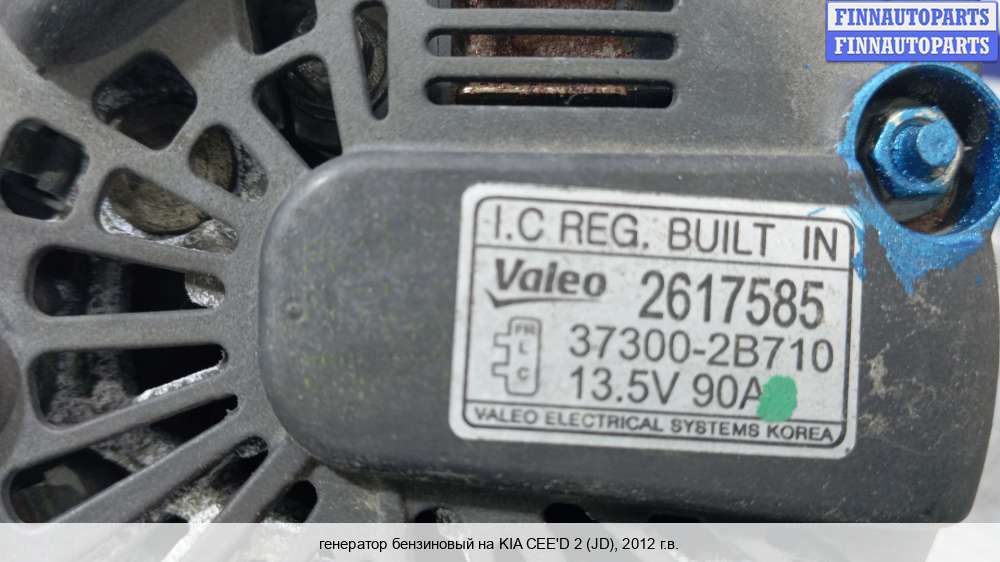 FINNAUTOPARTS
FINNAUTOPARTS
I.C REG. BUILT IN
Valeo 2617585
FR
L
C
37300-2B710
13.5V 90A
VALEO ELECTRICAL SYSTEMS KOREA
генератор бензиновый на KIA CEE'D 2 (JD), 2012 г.в.